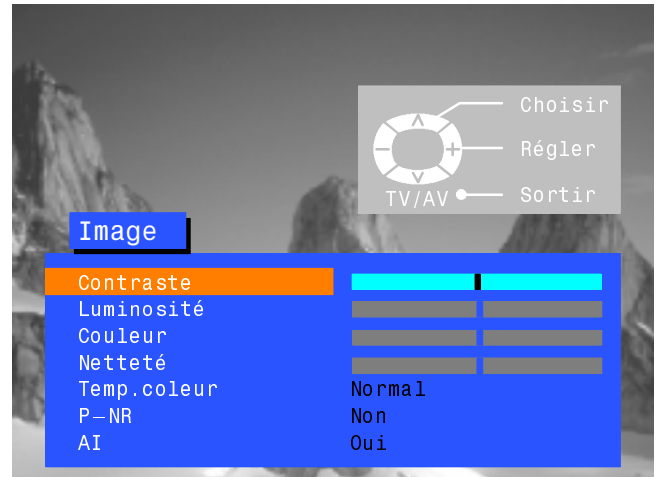 Choisir
Régler
TV/AV Sortir
Image
Contraste
Luminosité
Couleur
Netteté
Temp.coleur Normal
P—NR Non
AI Oui